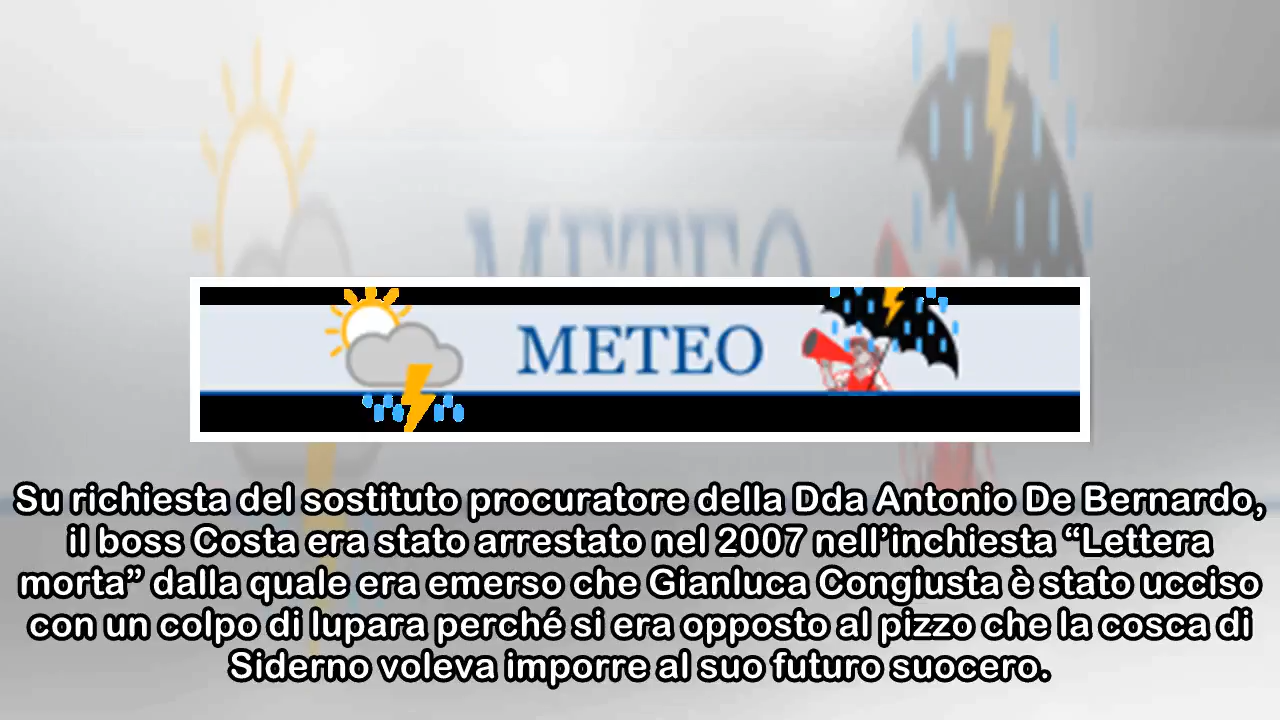 METEO
METEO
Su richiesta del sostituto procuratore della Dda Antonio De Bernardo,
il boss Costa era stato arrestato nel 2007 nell'inchiesta “Lettera
morta” dalla quale era emerso che Gianluca Congiusta è stato ucciso
con un colpo di lupara perché si era opposto al pizzo che la cosca di
Siderno voleva imporre al suo futuro suocero.